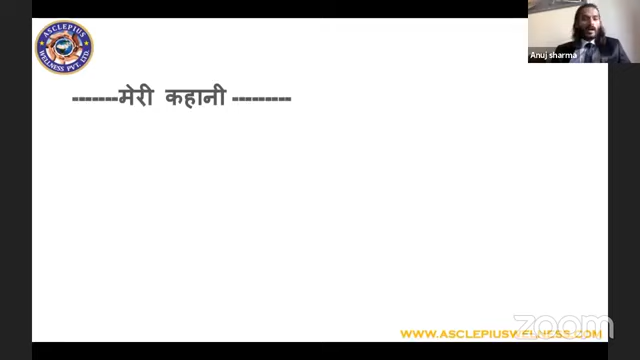 ASCLEPIUS
WELLNESS PVT. LTD.
Anuj sharma
-------मेरी कहानी ---------
zoom
WWW.ASCLEPIUSWELLNESS.COM